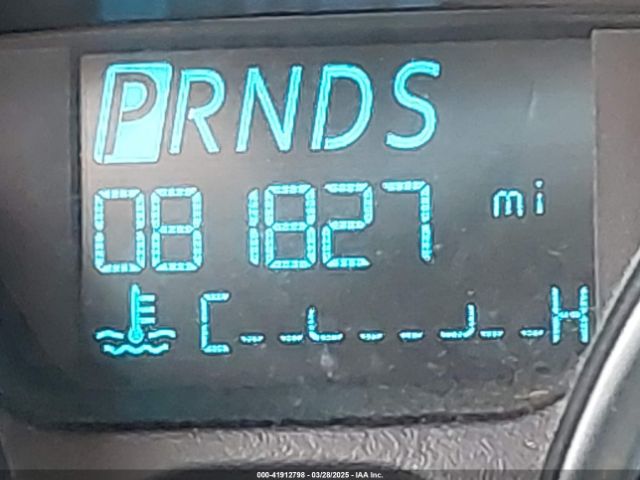 PRNDS
081827 mi
C H
000-41912798 - 03/28/2025 - IAA Inc.